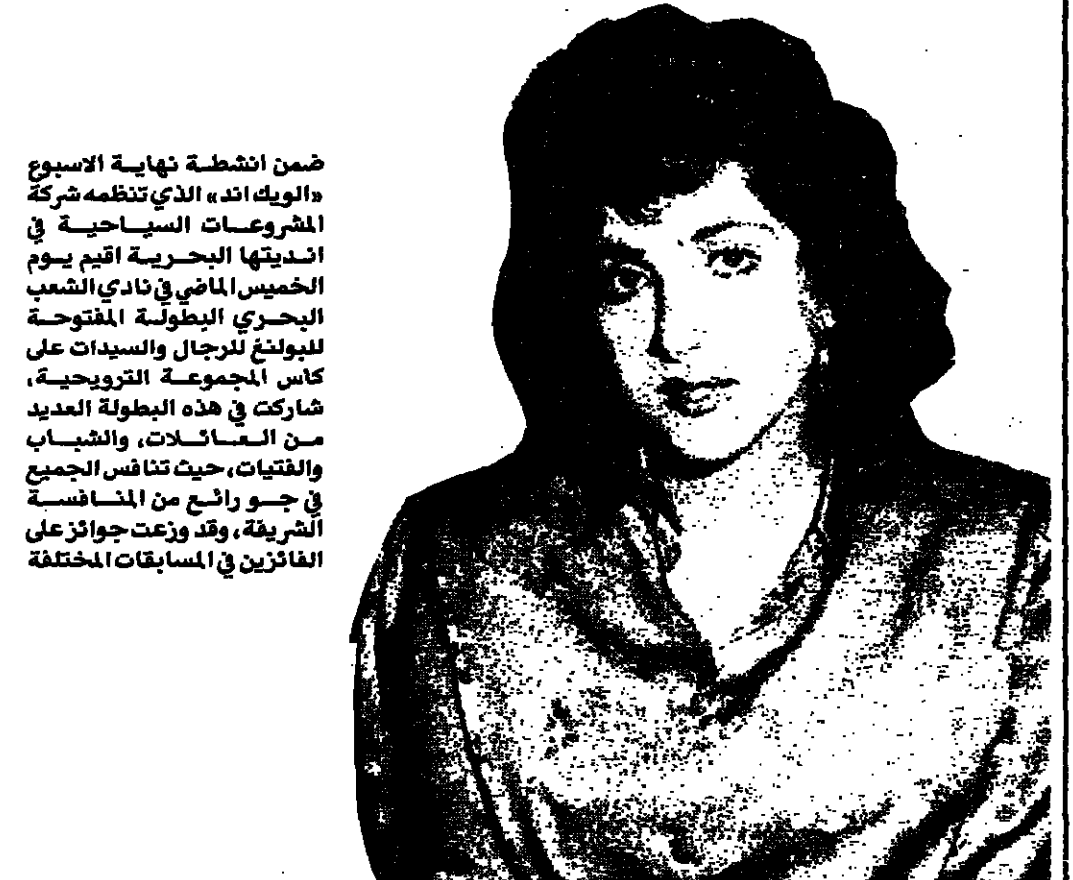 ضمن انشطة نهاية الاسبوع
«الويك اند» الذي تنظمه شركة
المشروعات السياحية في
انديتها البحرية اقيم يوم
الخميس الماضي في نادي الشعب
البحري البطولة المفتوحة
للبولنغ للرجال والسيدات على
كاس المجموعة الترويحية،
شاركت في هذه البطولة العديد
من العائلات، والشباب
والفتيات، حيث تنافس الجميع
في جو رائع من المنافسة
الشريفة، وقد وزعت جوائز على
الفائزين في المسابقات المختلفة